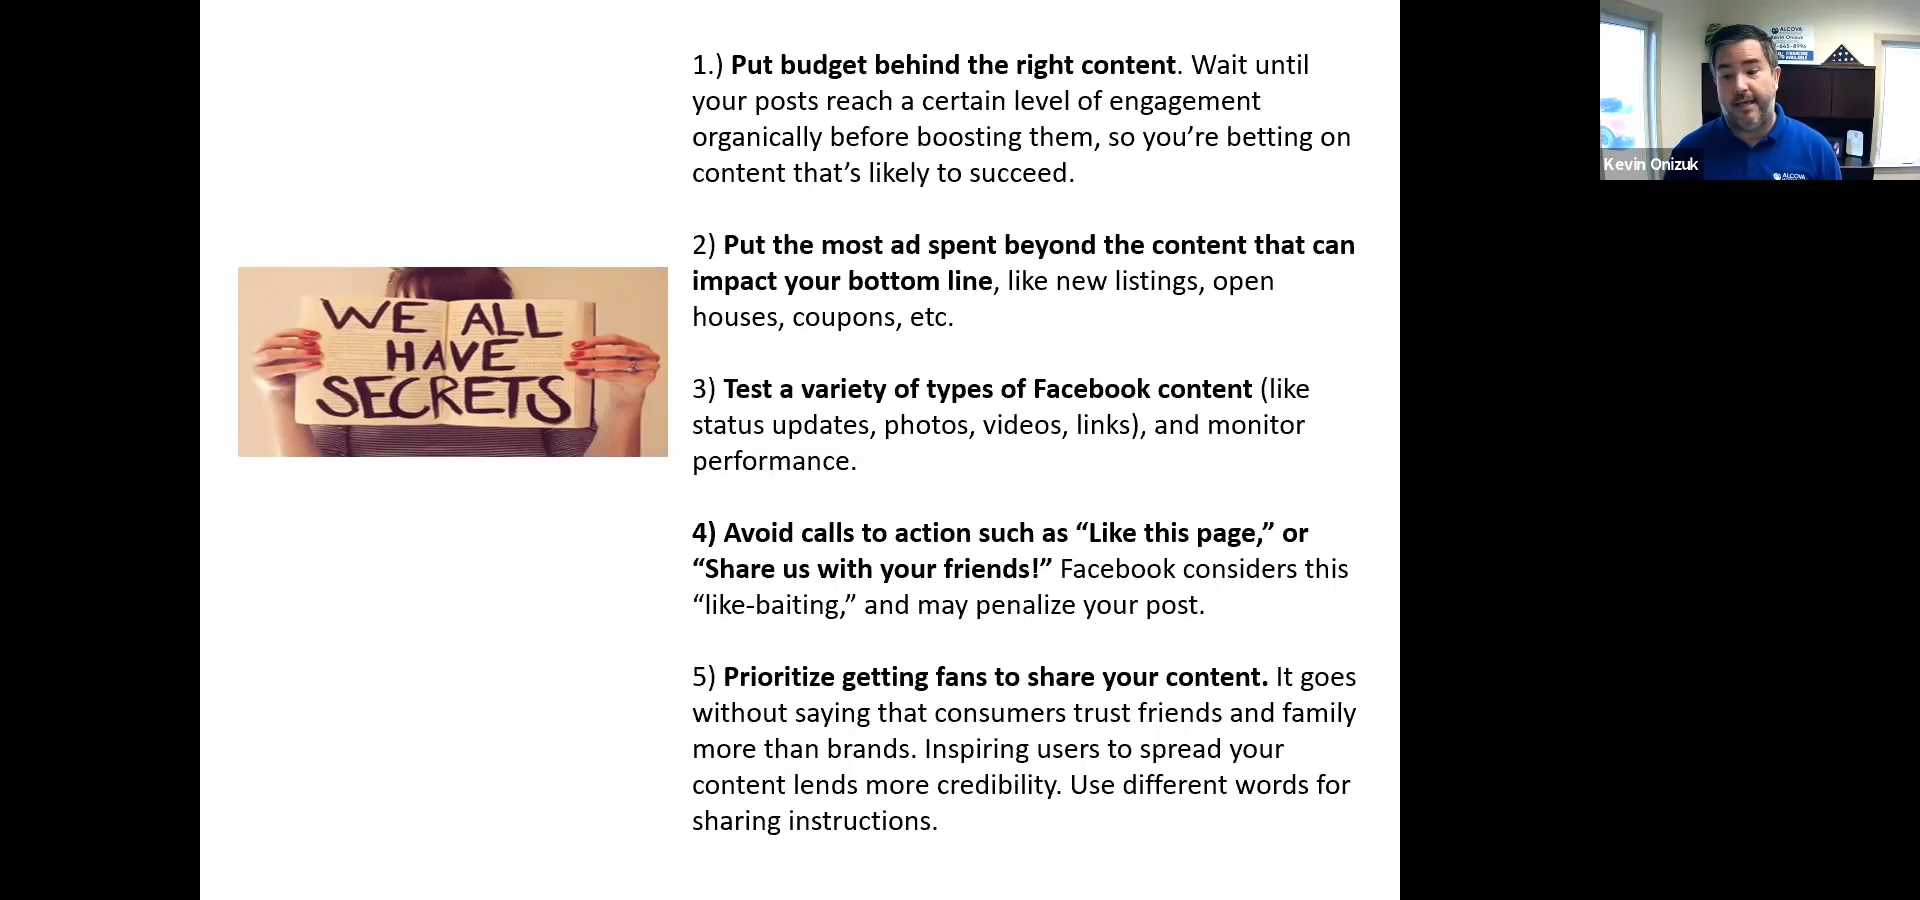 1.) Put budget behind the right content. Wait until
your posts reach a certain level of engagement
organically before boosting them, so you’re betting on
content that’s likely to succeed.
2) Put the most ad spent beyond the content that can
impact your bottom line, like new listings, open
houses, coupons, etc.
3) Test a variety of types of Facebook content (like
status updates, photos, videos, links), and monitor
performance.
4) Avoid calls to action such as “Like this page,” or
“Share us with your friends!” Facebook considers this
“like-baiting,” and may penalize your post.
5) Prioritize getting fans to share your content. It goes
without saying that consumers trust friends and family
more than brands. Inspiring users to spread your
content lends more credibility. Use different words for
sharing instructions.
WE ALL
HAVE
SECRETS
ALCOVA
Kevin Onizuk
FINANCING
AVAILABLE
Kevin Onizuk
ALCOVA